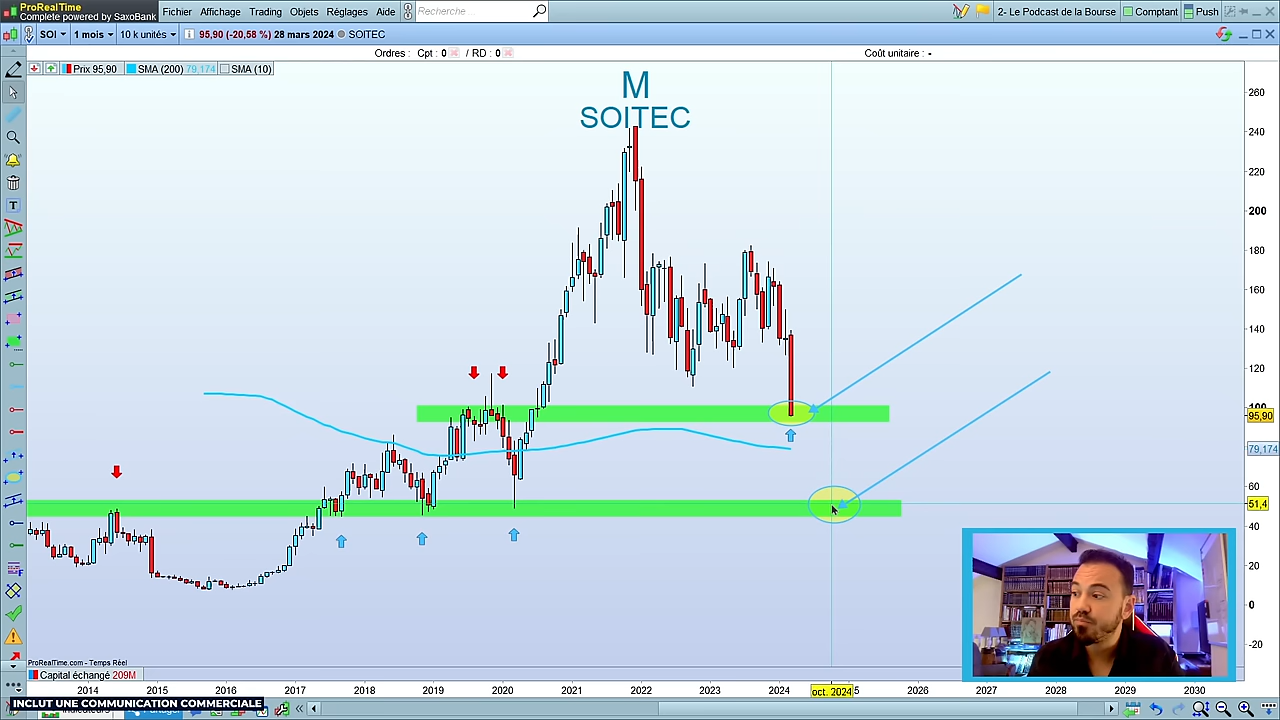 ProRealTime
Complete powered by SaxoBank
Fichier Affichage Trading Objets Réglages Aide
Recherche
2- Le Podcast de la Bourse
Comptant
Push
SOI
1 mois
10 k unités
95,90 (-20,58 %) 28 mars 2024
SOITEC
Ordres : Cpt : 0 / RD : 0
Coût unitaire : -
Prix 95,90
SMA (200) 79,174
SMA (10)
M
SOITEC
260
240
220
200
180
160
140
120
100
95,90
79,174
60
51,4
40
20
0
-20
ProRealTime.com - Temps Réel
Capital échangé 209M
2014 2015 2016 2017 2018 2019 2020 2021 2022 2023 2024 oct. 2024 2025 2026 2027 2028 2029 2030
INCLUT UNE COMMUNICATION COMMERCIALE